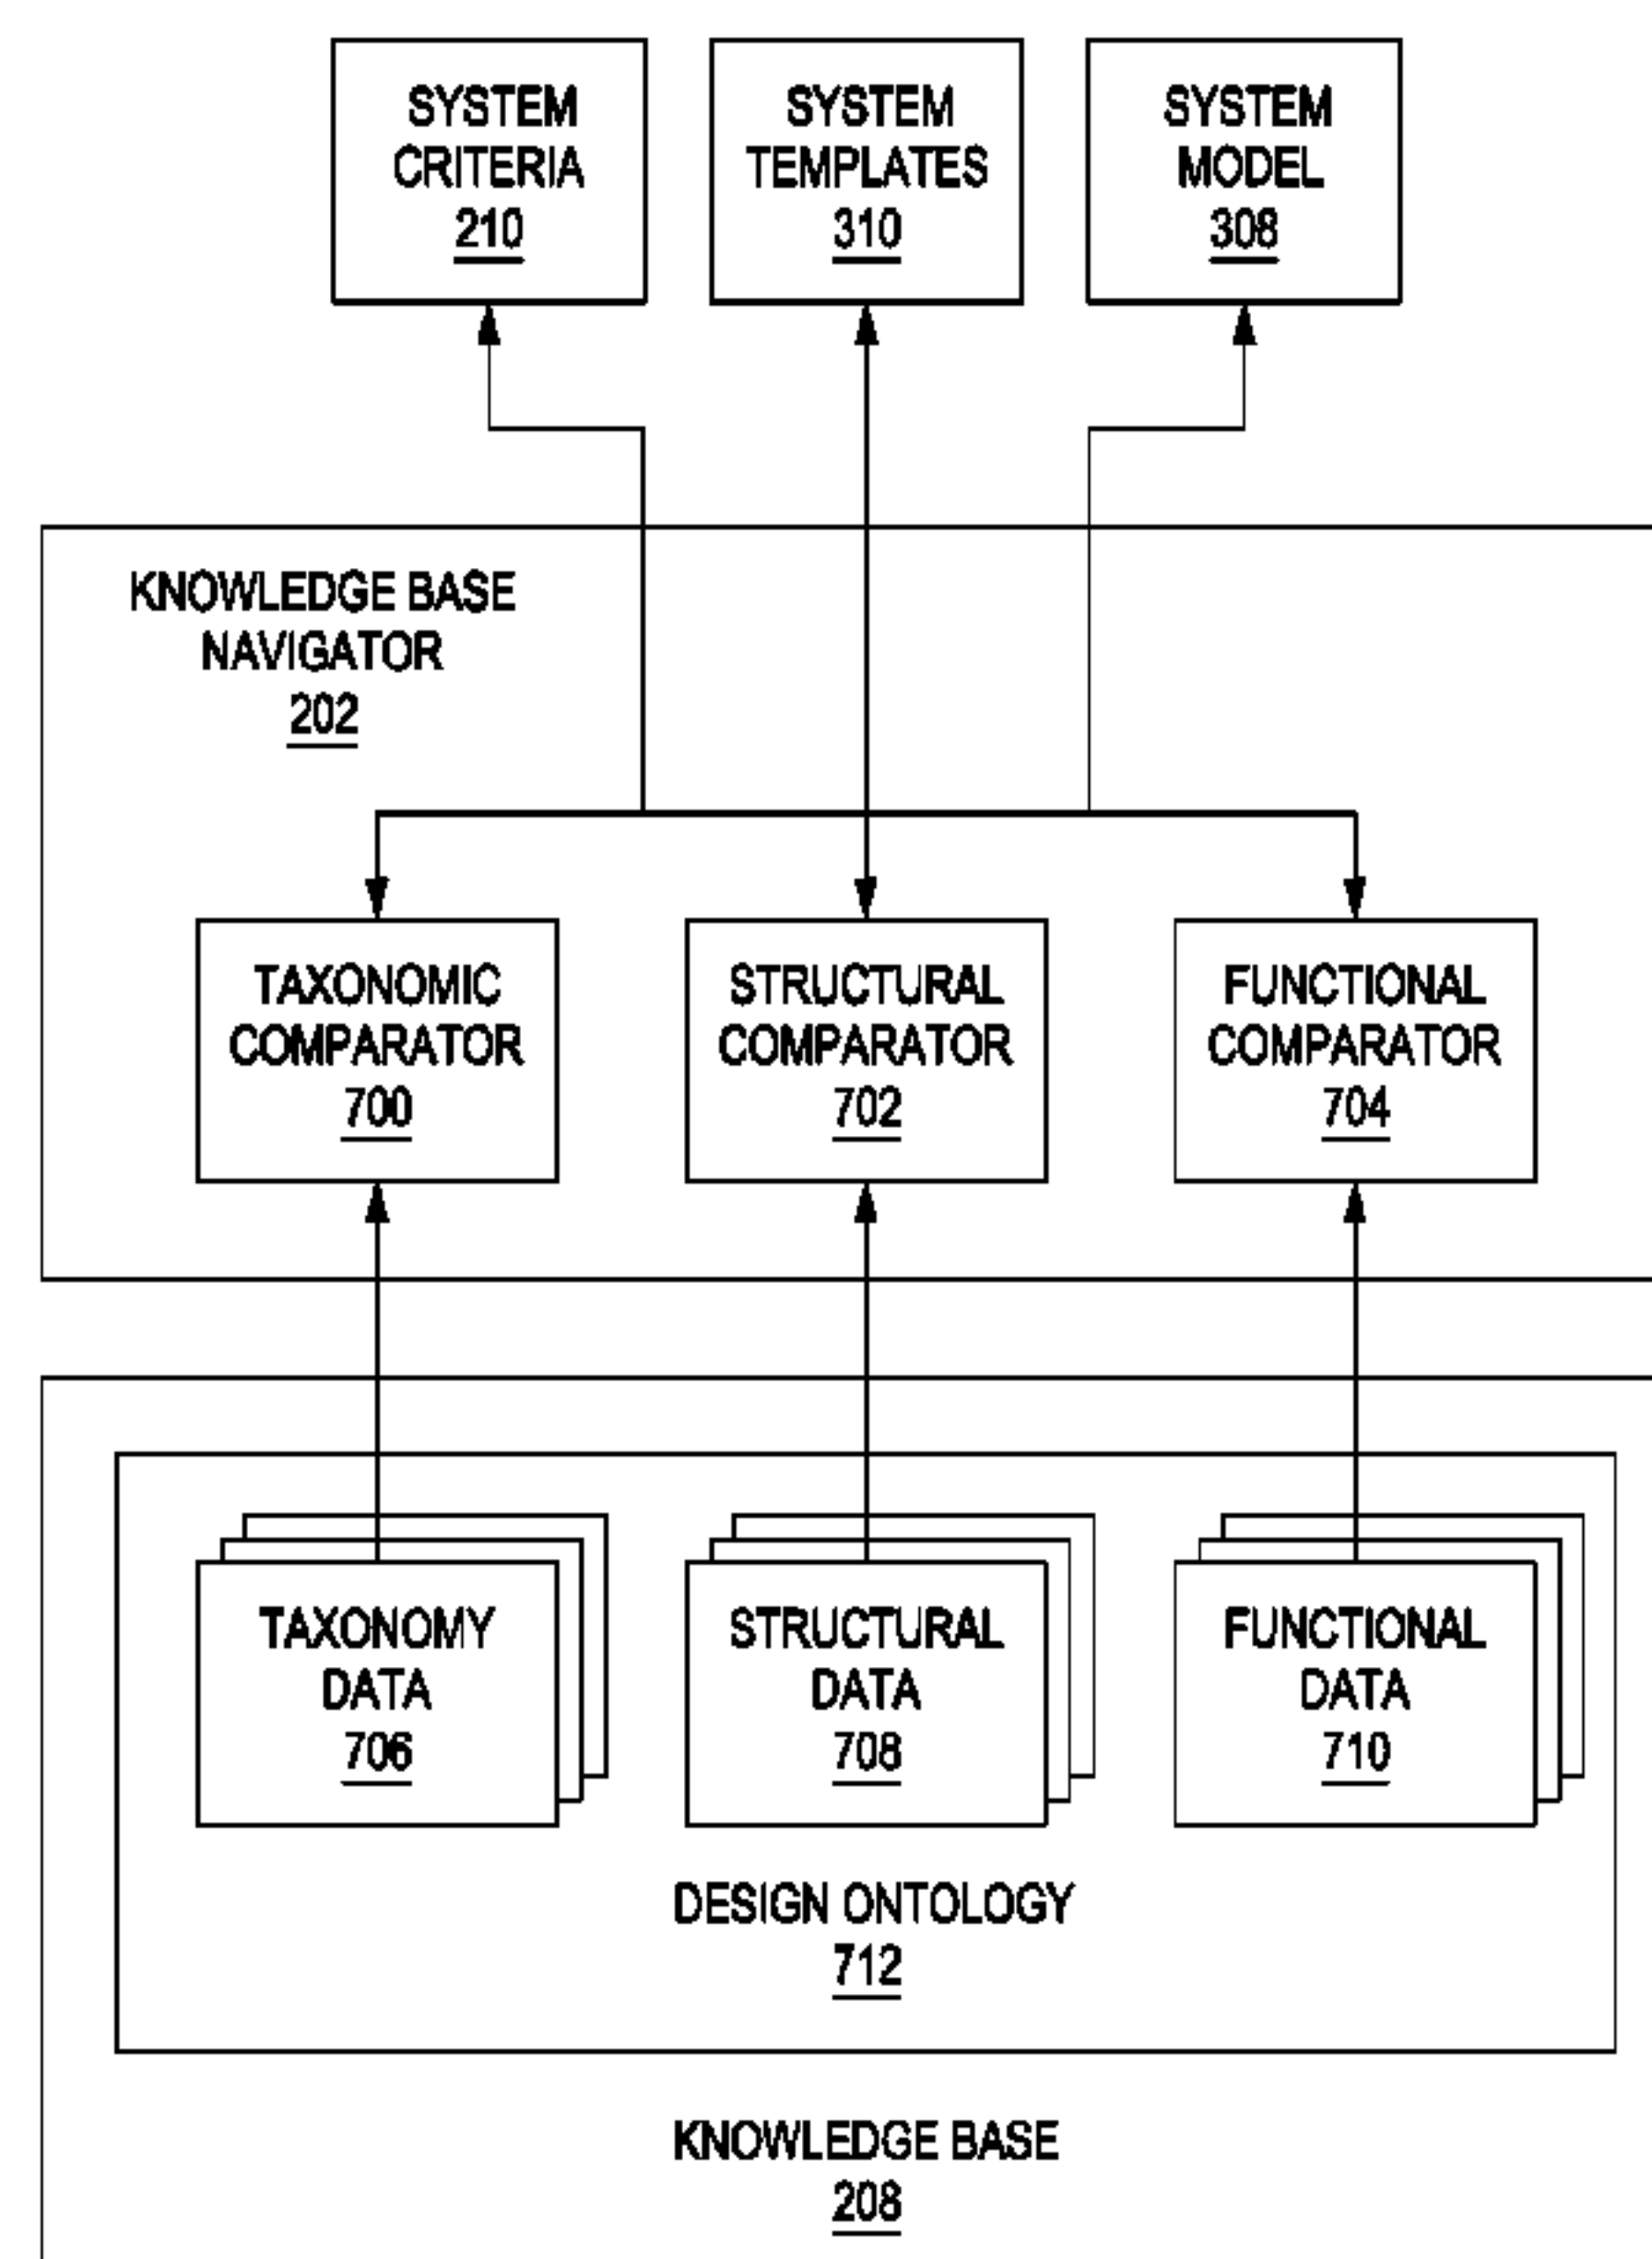 SYSTEM
CRITERIA
210
SYSTEM
TEMPLATES
310
SYSTEM
MODEL
308
KNOWLEDGE BASE
NAVIGATOR
202
TAXONOMIC
COMPARATOR
700
STRUCTURAL
COMPARATOR
702
FUNCTIONAL
COMPARATOR
704
TAXONOMY
DATA
706
STRUCTURAL
DATA
708
FUNCTIONAL
DATA
710
DESIGN ONTOLOGY
712
KNOWLEDGE BASE
208